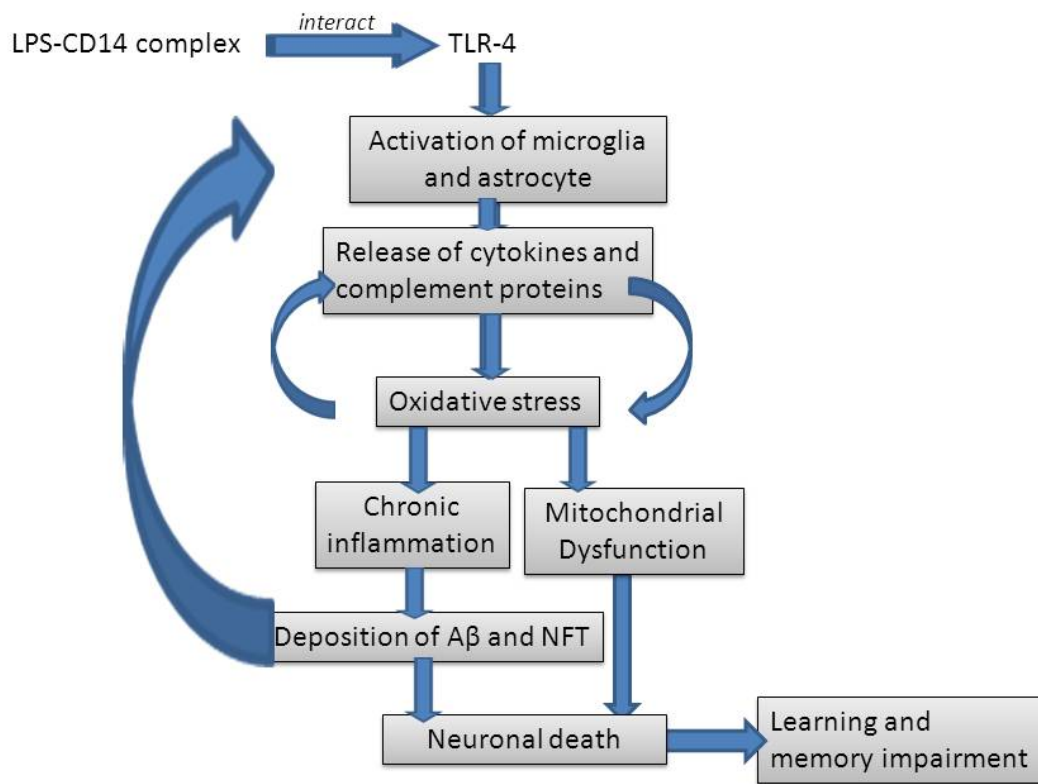 interact
LPS-CD14 complex
TLR-4
Activation of microglia
and astrocyte
Release of cytokines and
complement proteins
Oxidative stress
Chronic
inflammation
Mitochondrial
Dysfunction
Deposition of Aβ and NFT
Neuronal death
Learning and
memory impairment